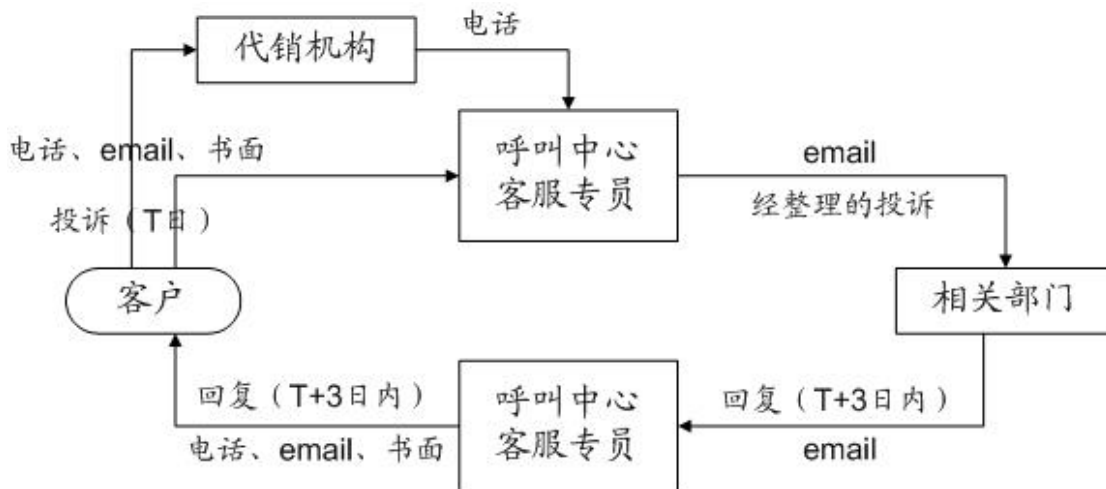 代销机构
电话
电话、email、书面
呼叫中心
客服专员
email
经整理的投诉
投诉（T日）
客户
相关部门
回复（T+3日内）
电话、email、书面
呼叫中心
客服专员
回复（T+3日内）
email